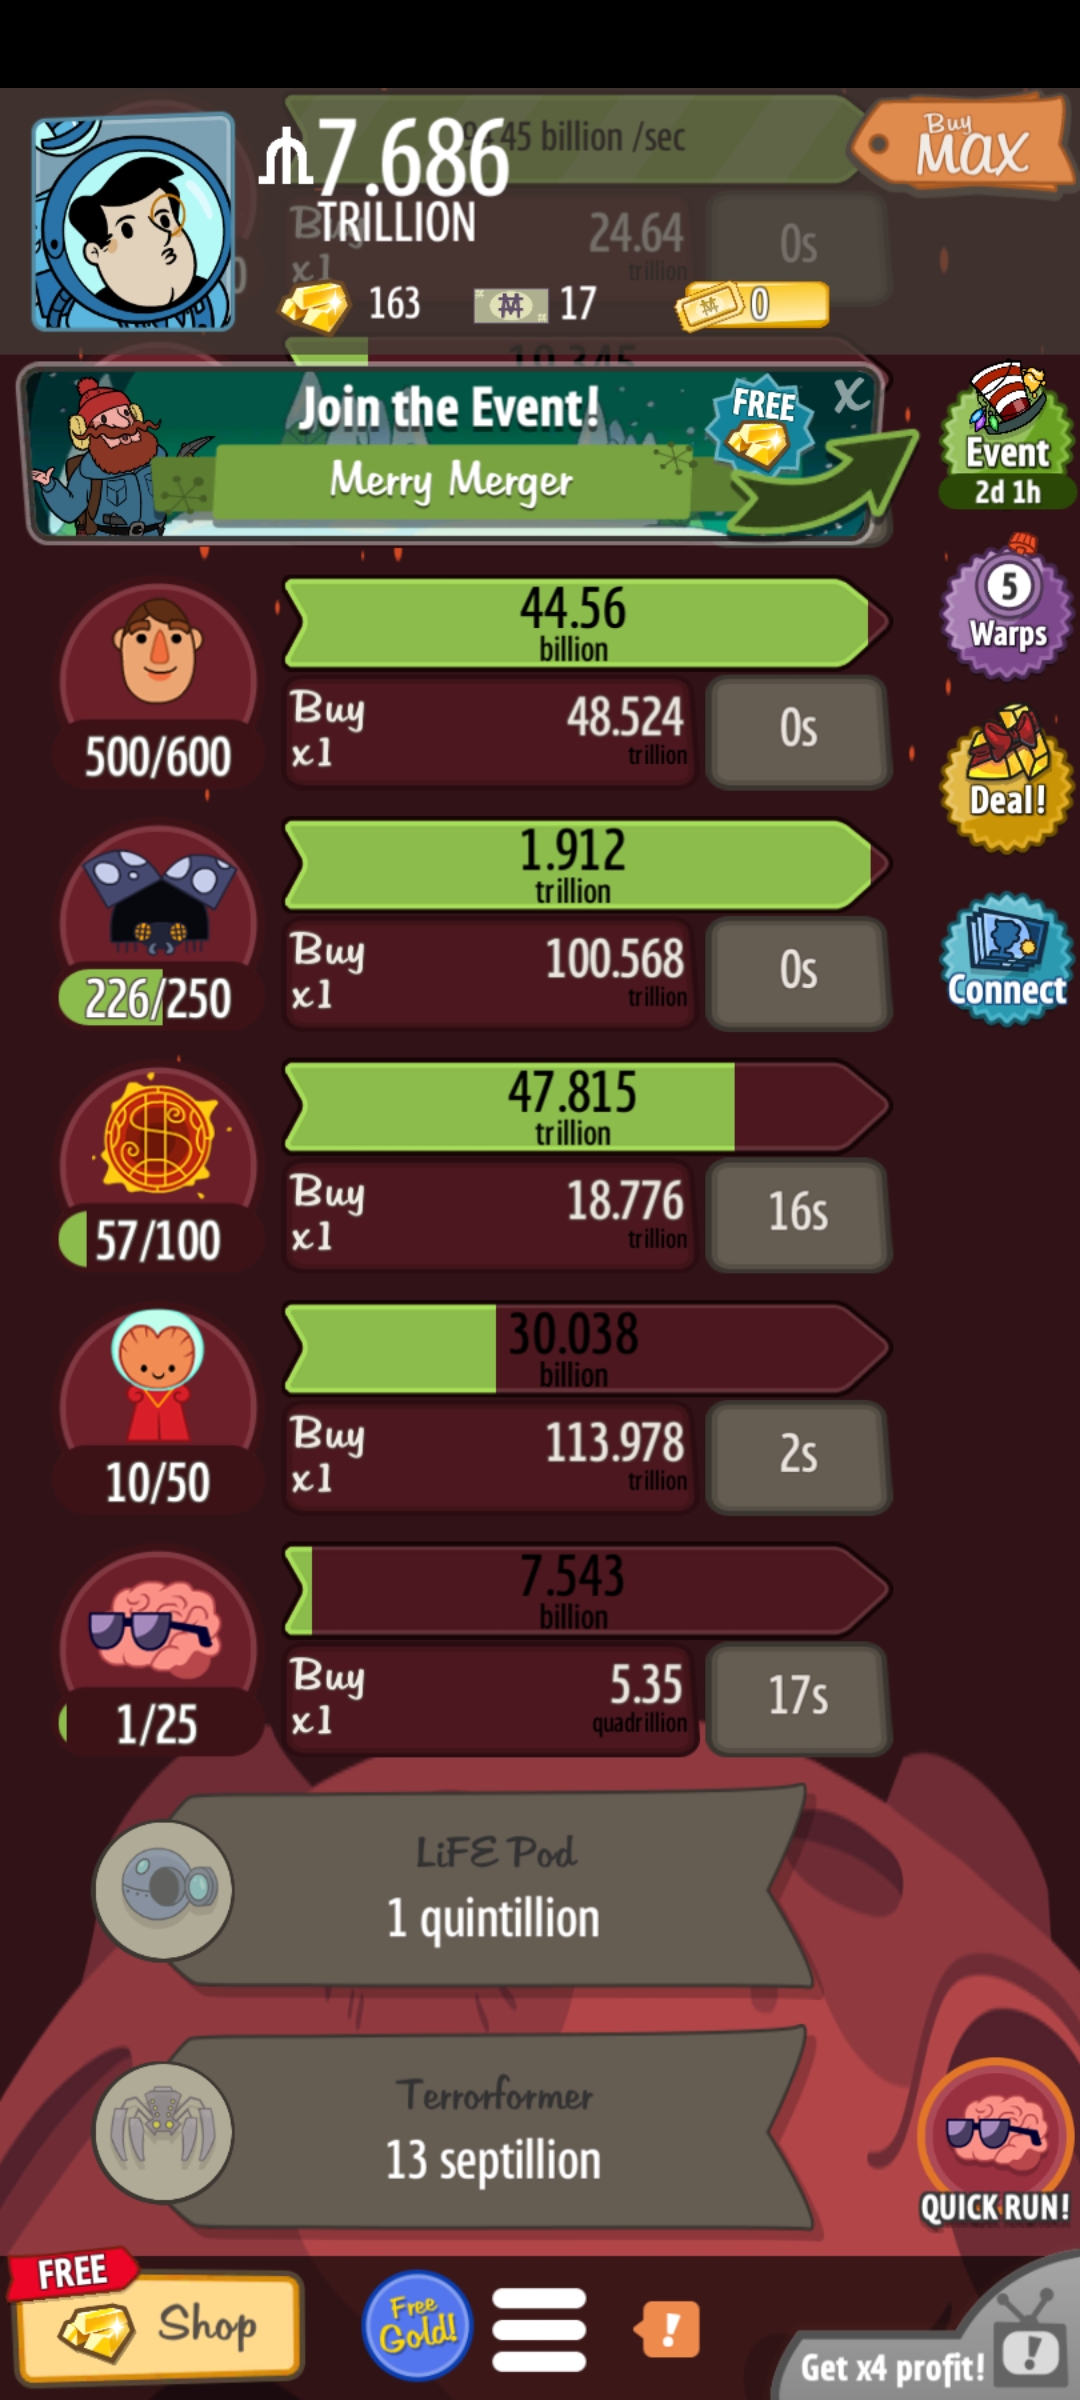 7.686
TRILLION
45 billion /sec
Buy
MAX
Buy
x1
24.64
trillion
0s
163
17
0
10.345
Join the Event!
FREE
X
Merry Merger
Event
2d 1h
44.56
billion
5
Warps
Buy
x1
48.524
trillion
0s
500/600
Deal!
1.912
trillion
Buy
x1
100.568
trillion
0s
226/250
Connect
47.815
trillion
Buy
x1
18.776
trillion
16s
57/100
30.038
billion
Buy
x1
113.978
trillion
2s
10/50
7.543
billion
Buy
x1
5.35
quadrillion
17s
1/25
LiFE Pod
1 quintillion
Terrorformer
13 septillion
QUICK RUN!
FREE
Shop
Free
Gold!
!
!
Get x4 profit!